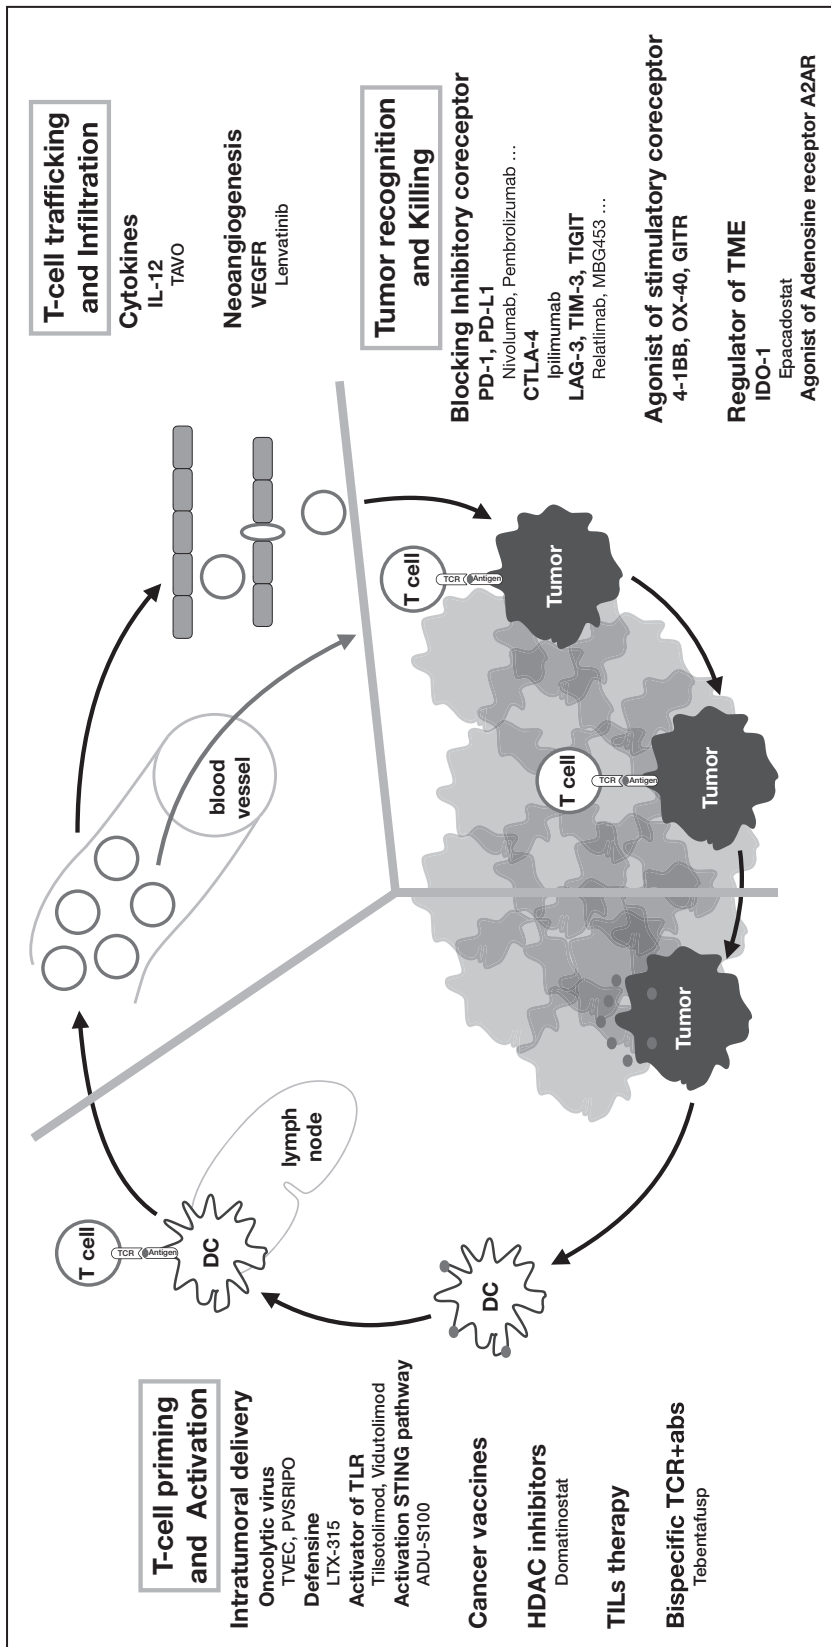 T-cell priming
and Activation
Intratumoral delivery
Oncolytic virus
TVEC, PVSRIPO
Defensine
LTX-315
Activator of TLR
Tilsotolimod, Vidutolimod
Activation STING pathway
ADU-S100
Cancer vaccines
HDAC inhibitors
Domatinostat
TILs therapy
Bispecific TCR+abs
Tebentafusp
T cell
TCR
Antigen
DC
lymph
node
DC
blood
vessel
T-cell trafficking
and Infiltration
Cytokines
IL-12
TAVO
Neoangiogenesis
VEGFR
Lenvatinib
Tumor recognition
and Killing
Blocking Inhibitory coreceptor
PD-1, PD-L1
Nivolumab, Pembrolizumab ...
CTLA-4
Ipilimumab
LAG-3, TIM-3, TIGIT
Relatlimab, MBG453 ...
Agonist of stimulatory coreceptor
4-1BB, OX-40, GITR
Regulator of TME
IDO-1
Epacadostat
Agonist of Adenosine receptor A2AR
T cell
TCR
Antigen
Tumor
T cell
TCR
Antigen
Tumor
Tumor